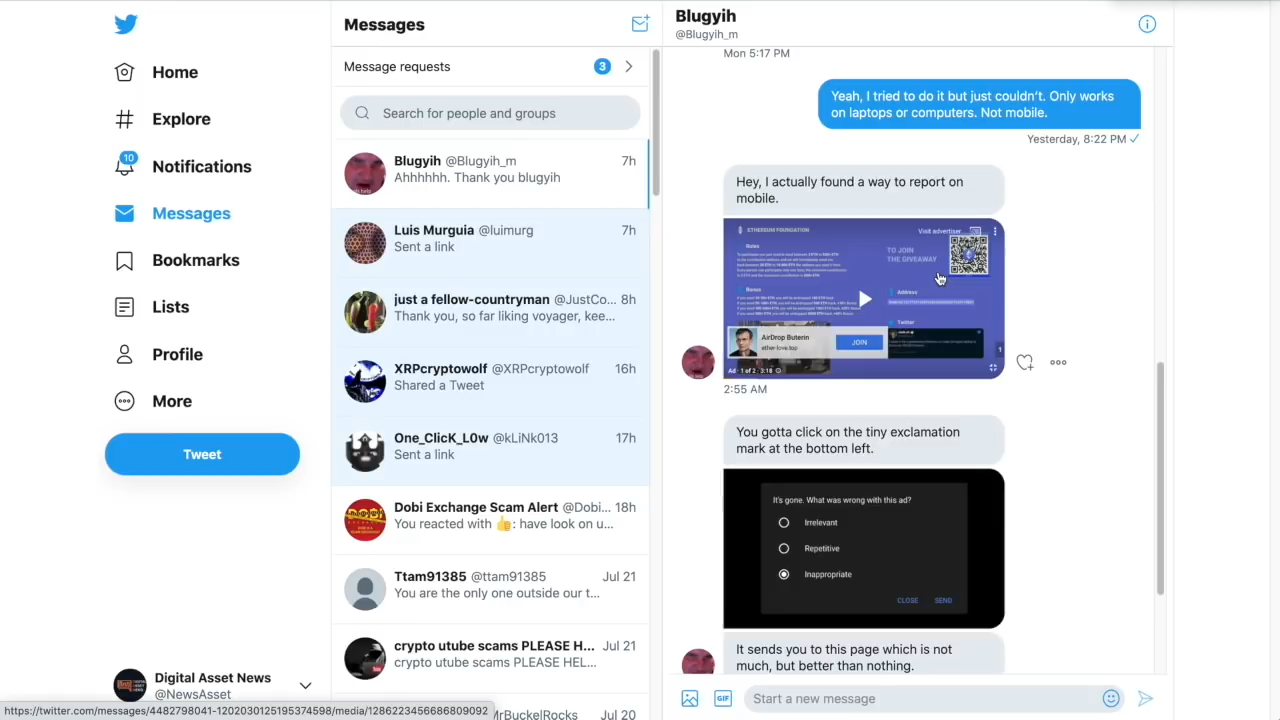 Home
Explore
10
Notifications
Messages
Bookmarks
Lists
Profile
More
Tweet
Digital Asset News
@NewsAsset
Messages
Message requests
3
Search for people and groups
Blugyih @Blugyih_m 7h
Ahhhhhh. Thank you blugyih
Luis Murguia @luimurg 7h
Sent a link
just a fellow-countryman @JustCo... 8h
Thank you, so far liking voyager, kee...
XRPcryptowolf @XRPcryptowolf 16h
Shared a Tweet
One_ClicK_L0w @kLiNk013 17h
Sent a link
Dobi Exchange Scam Alert @Dobi... 18h
You reacted with 👍: have look on u...
Ttam91385 @ttam91385 Jul 21
You are the only one outside our t...
crypto utube scams PLEASE H... Jul 21
crypto utube scams PLEASE HEL...
MrBuckelRocks Jul 20
Blugyih
@Blugyih_m
Mon 5:17 PM
Yeah, I tried to do it but just couldn't. Only works
on laptops or computers. Not mobile.
Yesterday, 8:22 PM ✓
Hey, I actually found a way to report on
mobile.
ETHEREUM FOUNDATION
Visit advertiser
Rules
TO JOIN
THE GIVEAWAY
Bonus
Address
Twitter
AirDrop Buterin
ether-love.top
JOIN
Ad · 1 of 2 · 3:18
2:55 AM
You gotta click on the tiny exclamation
mark at the bottom left.
It's gone. What was wrong with this ad?
Irrelevant
Repetitive
Inappropriate
CLOSE SEND
It sends you to this page which is not
much, but better than nothing.
GIF
Start a new message